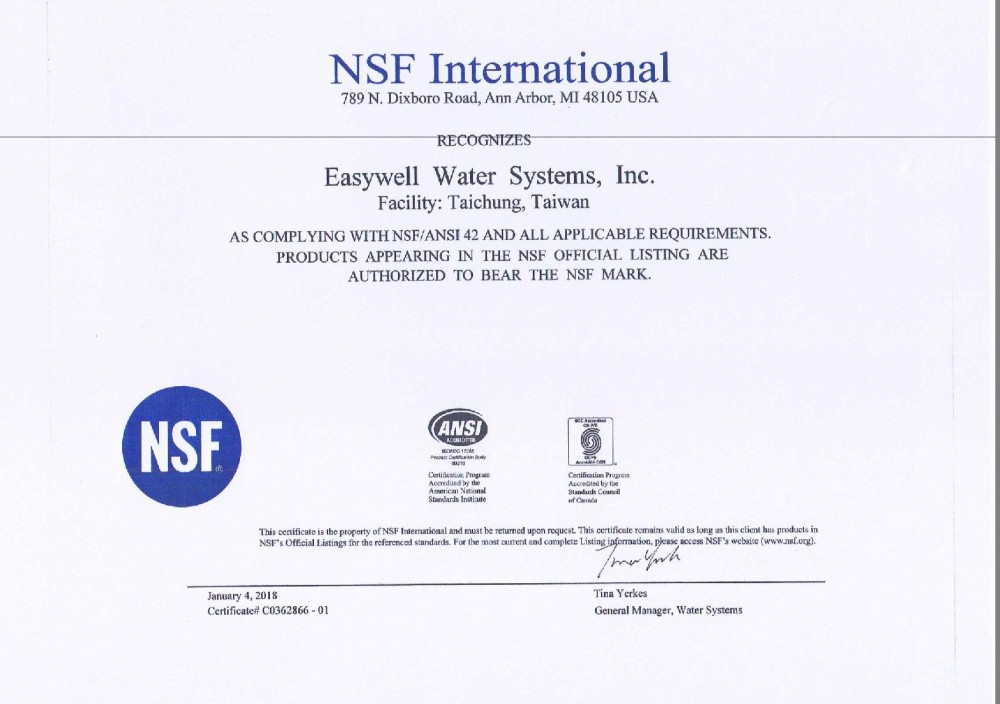 NSF International
789 N. Dixboro Road, Ann Arbor, MI 48105 USA
RECOGNIZES
Easywell Water Systems, Inc.
Facility: Taichung, Taiwan
AS COMPLYING WITH NSF/ANSI 42 AND ALL APPLICABLE REQUIREMENTS.
PRODUCTS APPEARING IN THE NSF OFFICIAL LISTING ARE
AUTHORIZED TO BEAR THE NSF MARK.
NSF®
ANSI
ACCREDITED
Product Certification Body
Certification Program
Accredited by the
American National
Standards Institute
SCC Accredited
Certification Program
Accredited by the
Standards Council
of Canada
This certificate is the property of NSF International and must be returned upon request. This certificate remains valid as long as this client has products in
NSF's Official Listings for the referenced standards. For the most current and complete Listing information, please access NSF's website (www.nsf.org).
January 4, 2018
Certificate# C0362866 - 01
Tina Yerkes
General Manager, Water Systems